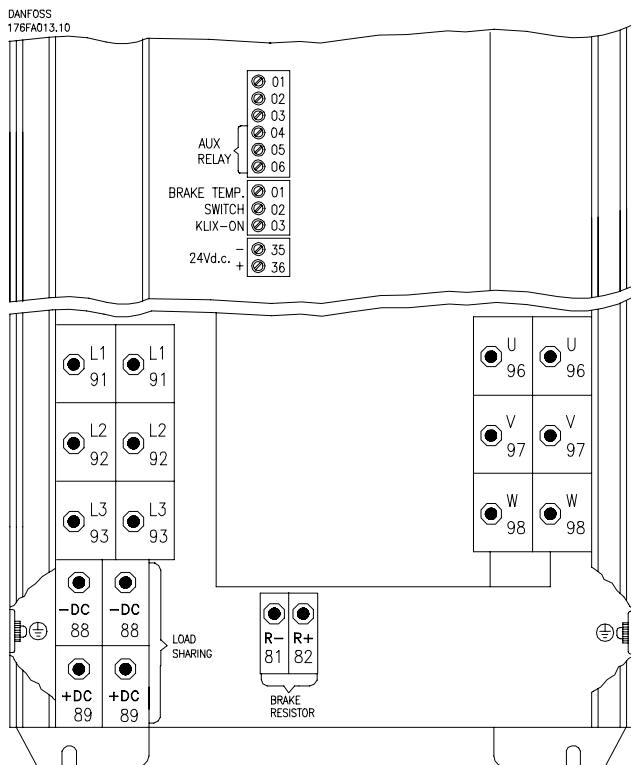 DANFOSS
176FA013.10
01
02
03
04
05
06
AUX
RELAY
BRAKE TEMP.
SWITCH
KLIX-ON
01
02
03
24Vd.c.
- 35
+ 36
L1 L1
91 91
L2 L2
92 92
L3 L3
93 93
-DC -DC
88 88
+DC +DC
89 89
LOAD
SHARING
R- R+
81 82
BRAKE
RESISTOR
U U
96 96
V V
97 97
W W
98 98